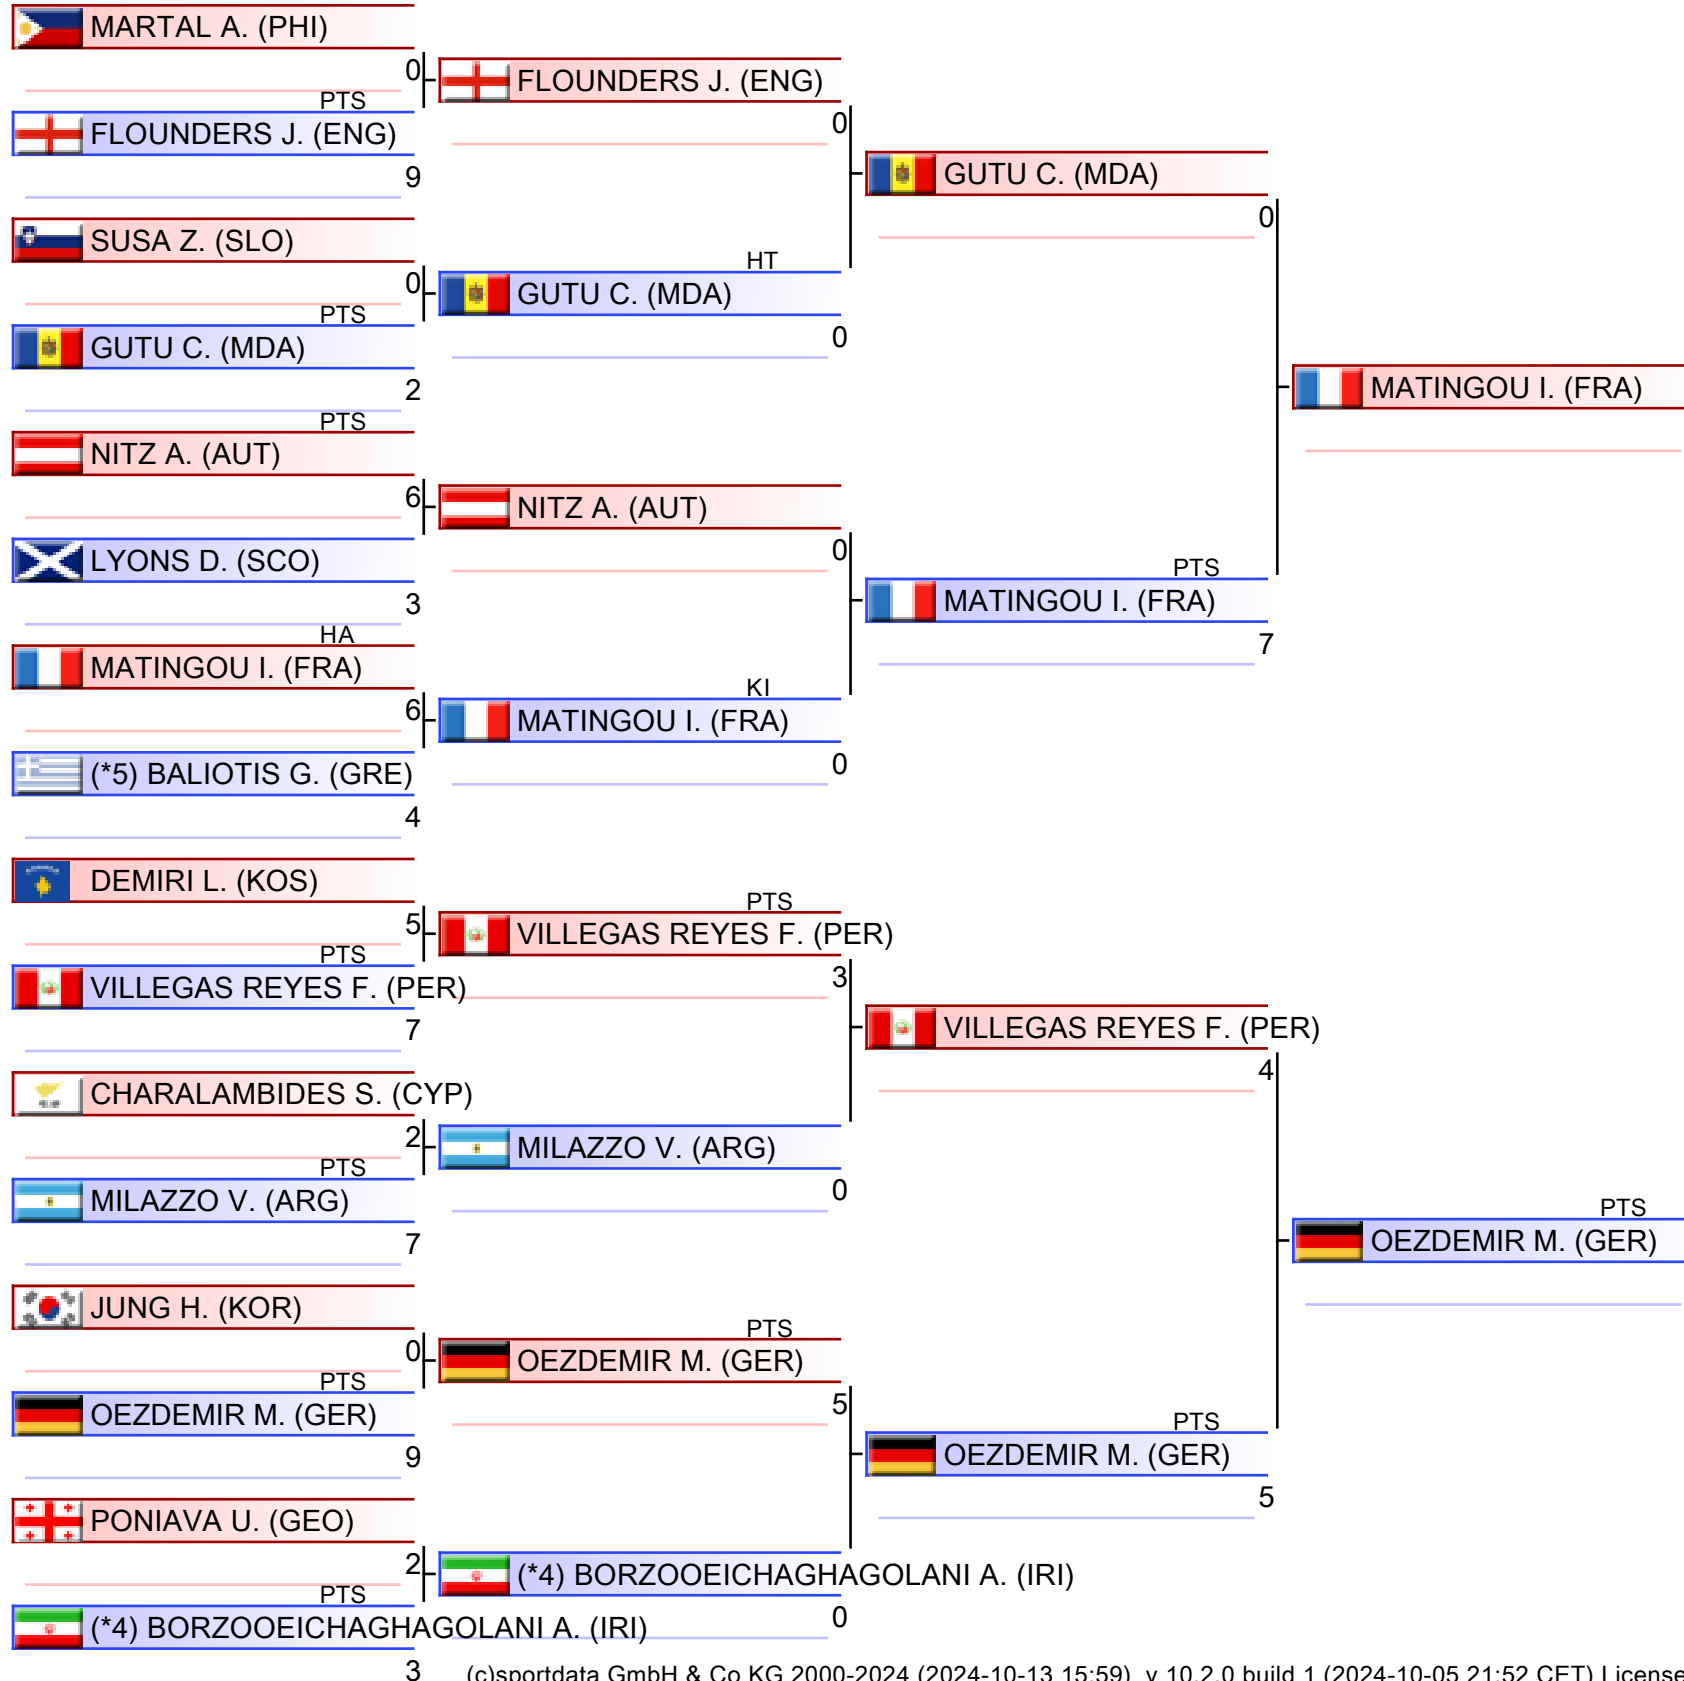 MARTAL A. (PHI)
0
PTS
FLOUNDERS J. (ENG)
9
SUSA Z. (SLO)
0
PTS
GUTU C. (MDA)
2
PTS
NITZ A. (AUT)
6
LYONS D. (SCO)
3
HA
MATINGOU I. (FRA)
6
(*5) BALIOTIS G. (GRE)
4
DEMIRI L. (KOS)
5
PTS
VILLEGAS REYES F. (PER)
7
CHARALAMBIDES S. (CYP)
2
PTS
MILAZZO V. (ARG)
7
JUNG H. (KOR)
0
PTS
OEZDEMIR M. (GER)
9
PONIAVA U. (GEO)
2
PTS
(*4) BORZOOEICHAGHAGOLANI A. (IRI)
3
FLOUNDERS J. (ENG)
0
HT
GUTU C. (MDA)
0
NITZ A. (AUT)
0
KI
MATINGOU I. (FRA)
0
PTS
VILLEGAS REYES F. (PER)
3
MILAZZO V. (ARG)
0
PTS
OEZDEMIR M. (GER)
5
(*4) BORZOOEICHAGHAGOLANI A. (IRI)
0
GUTU C. (MDA)
0
PTS
MATINGOU I. (FRA)
7
VILLEGAS REYES F. (PER)
4
PTS
OEZDEMIR M. (GER)
5
MATINGOU I. (FRA)
PTS
OEZDEMIR M. (GER)
(c)sportdata GmbH & Co KG 2000-2024 (2024-10-13 15:59) v 10.2.0 build 1 (2024-10-05 21:52 CET) License